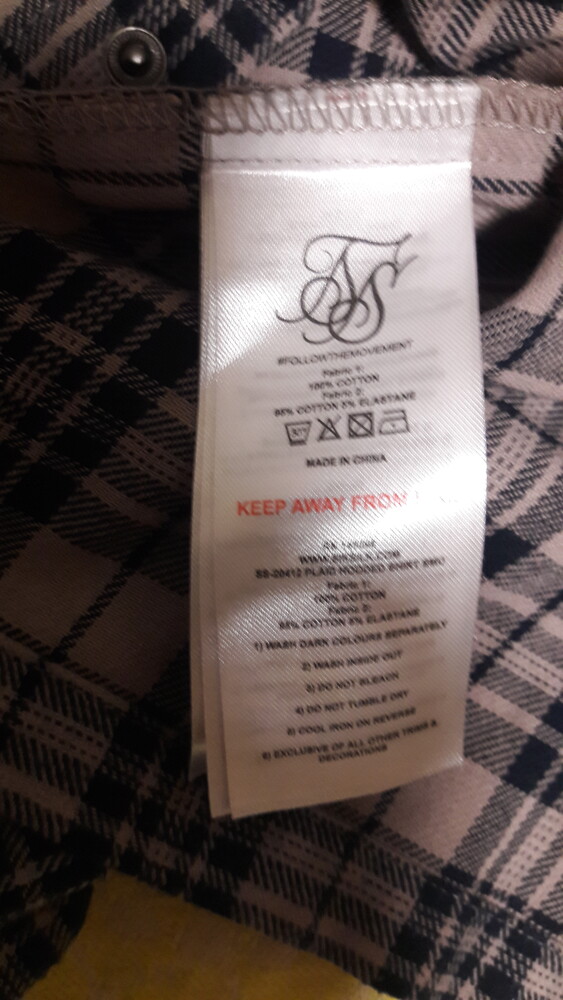 #FOLLOWTHEMOVEMENT
Fabric 1:
100% COTTON
Fabric 2:
95% COTTON 5% ELASTANE
MADE IN CHINA
KEEP AWAY FROM
WWW.SIKSILK.COM
SS-20412 PLAID HOODED SHIRT
Fabric 1:
100% COTTON
Fabric 2:
95% COTTON 5% ELASTANE
1) WASH DARK COLOURS SEPARATELY
2) WASH INSIDE OUT
3) DO NOT BLEACH
4) DO NOT TUMBLE DRY
5) COOL IRON ON REVERSE
6) EXCLUSIVE OF ALL OTHER TRIMS &
DECORATIONS